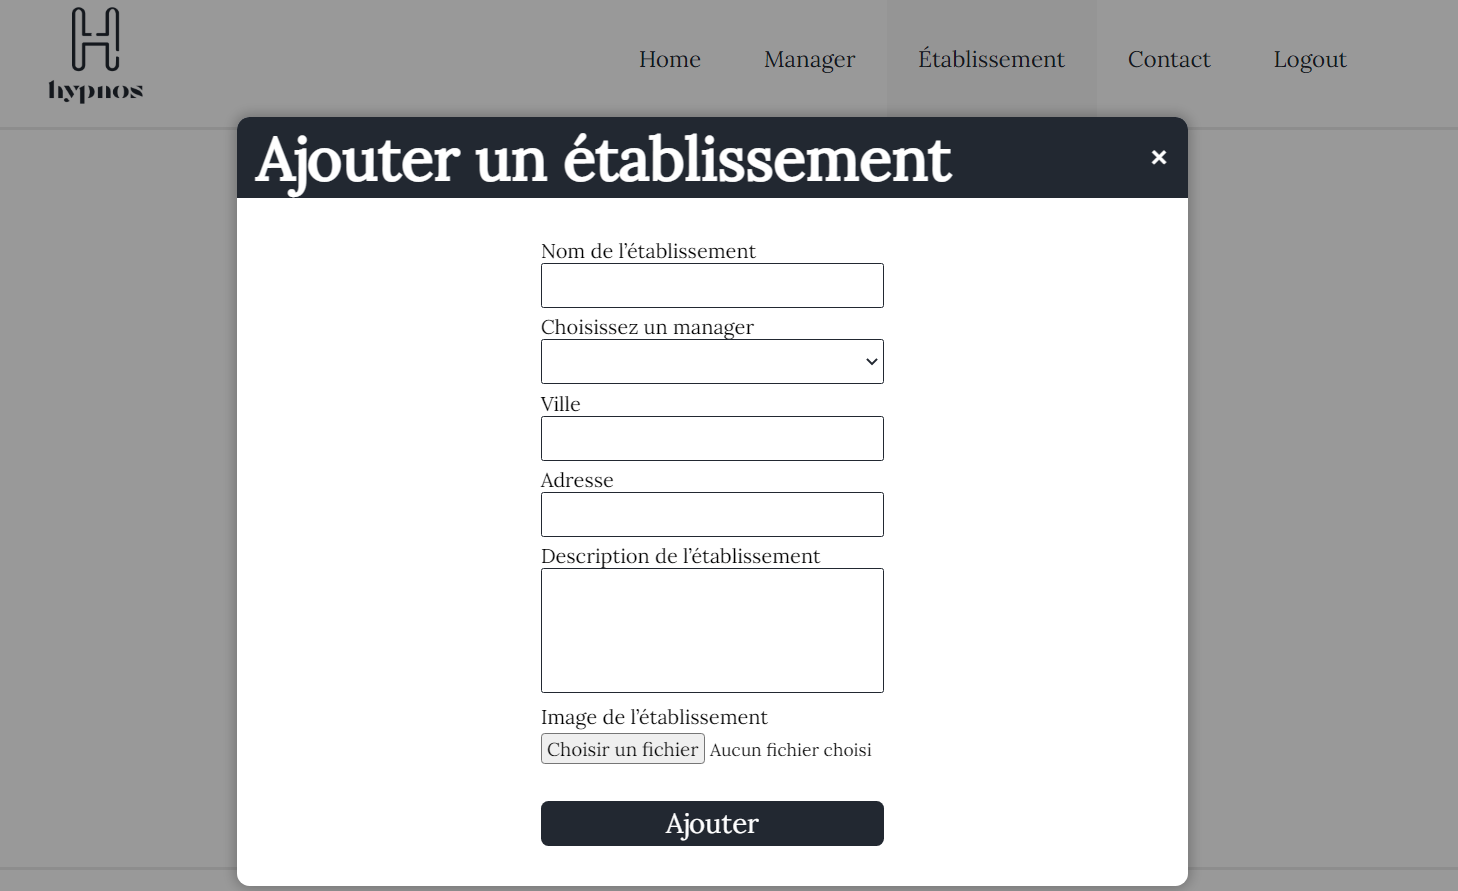 H
hypnos
Home Manager Établissement Contact Logout
Ajouter un établissement ×
Nom de l’établissement
Choisissez un manager
Ville
Adresse
Description de l’établissement
Image de l’établissement
Choisir un fichier Aucun fichier choisi
Ajouter